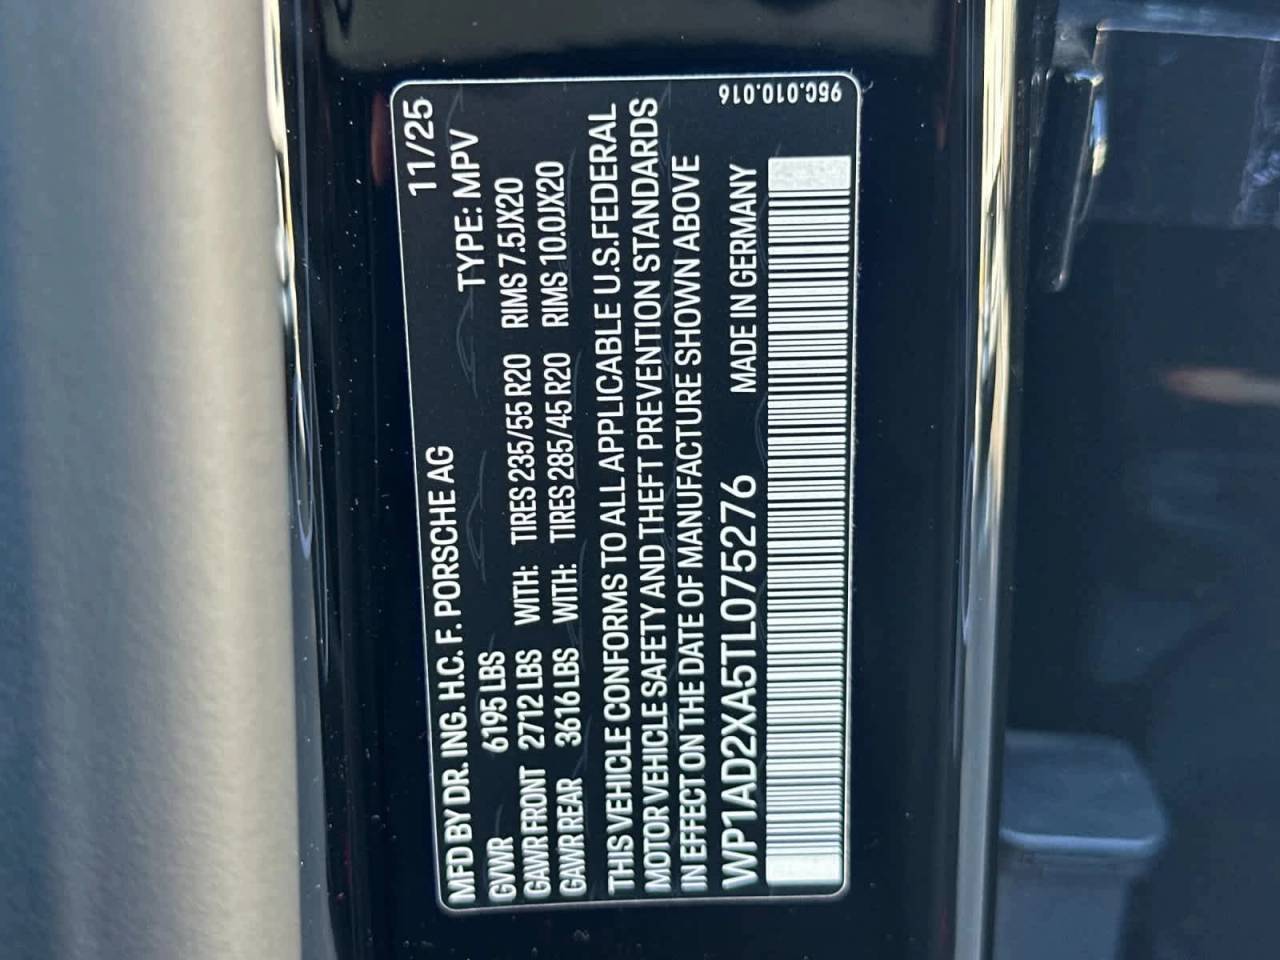 MFD BY DR. ING. H.C. F. PORSCHE AG 11/25
TYPE: MPV
GVWR 6195 LBS
GAWR FRONT 2712 LBS WITH: TIRES 235/55 R20 RIMS 7.5JX20
GAWR REAR 3616 LBS WITH: TIRES 285/45 R20 RIMS 10.0JX20
THIS VEHICLE CONFORMS TO ALL APPLICABLE U.S.FEDERAL
MOTOR VEHICLE SAFETY AND THEFT PREVENTION STANDARDS
IN EFFECT ON THE DATE OF MANUFACTURE SHOWN ABOVE
WP1AD2XA5TL075276 MADE IN GERMANY
95C.010.016